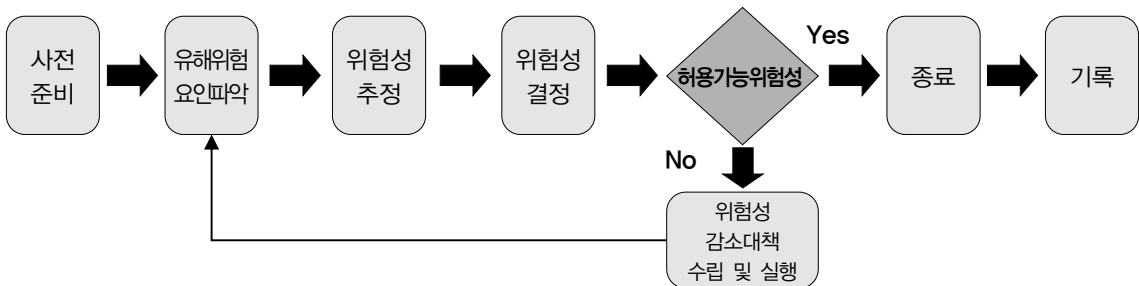 사전
준비
유해위험
요인파악
위험성
추정
위험성
결정
허용가능위험성
Yes
종료
기록
No
위험성
감소대책
수립 및 실행